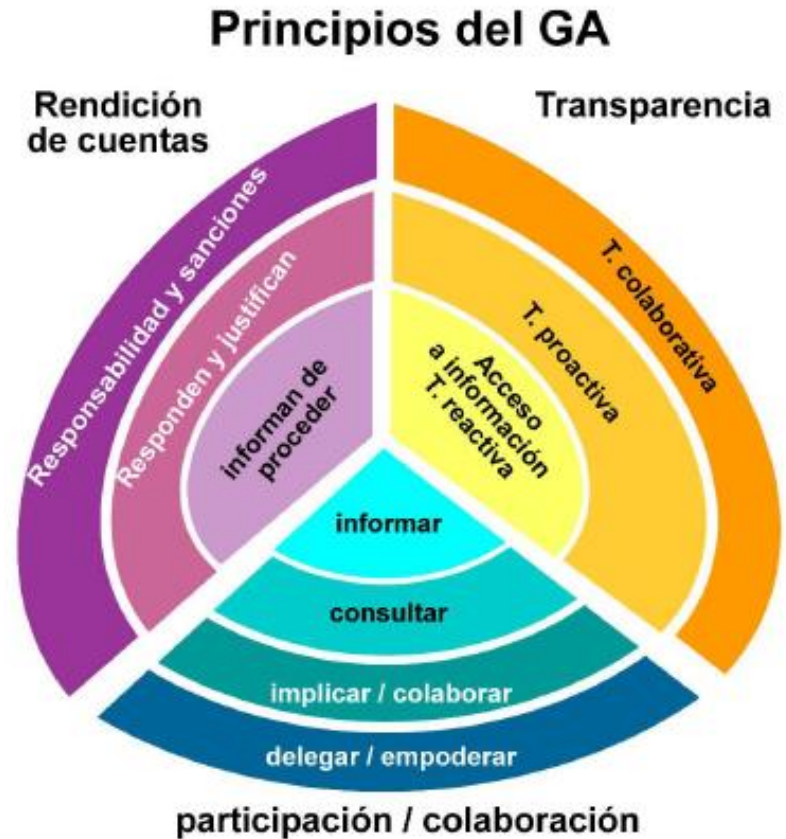 Principios del GA
Rendición
de cuentas
Transparencia
Responsabilidad y sanciones
Responden y justifican
informan de
proceder
T. colaborativa
T. proactiva
Acceso
a información
T. reactiva
informar
consultar
implicar / colaborar
delegar / empoderar
participación / colaboración